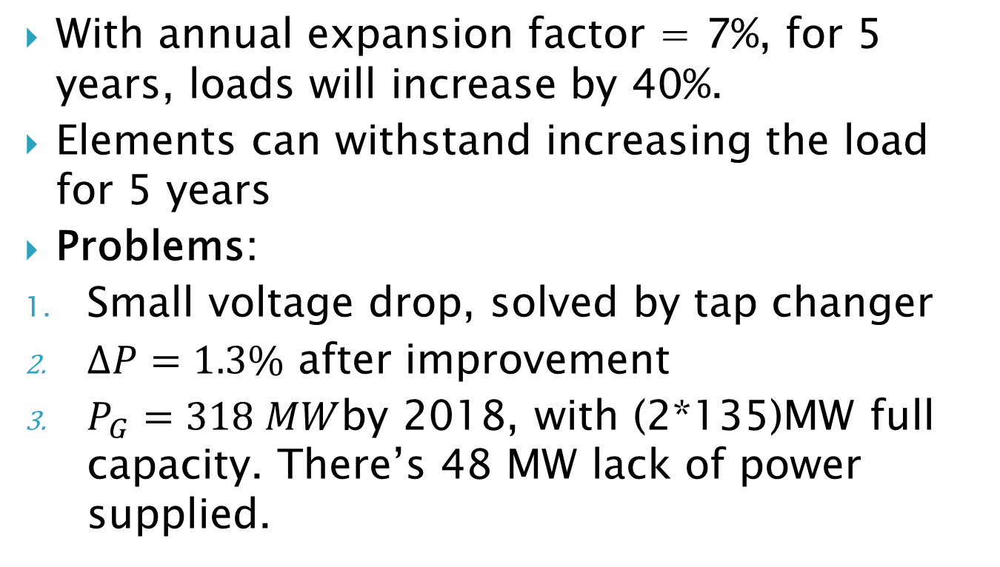 With annual expansion factor = 7%, for 5
years, loads will increase by 40%.
Elements can withstand increasing the load
for 5 years
Problems:
1. Small voltage drop, solved by tap changer
2. ΔP = 1.3% after improvement
3. P_G = 318 MW by 2018, with (2*135)MW full
capacity. There’s 48 MW lack of power
supplied.